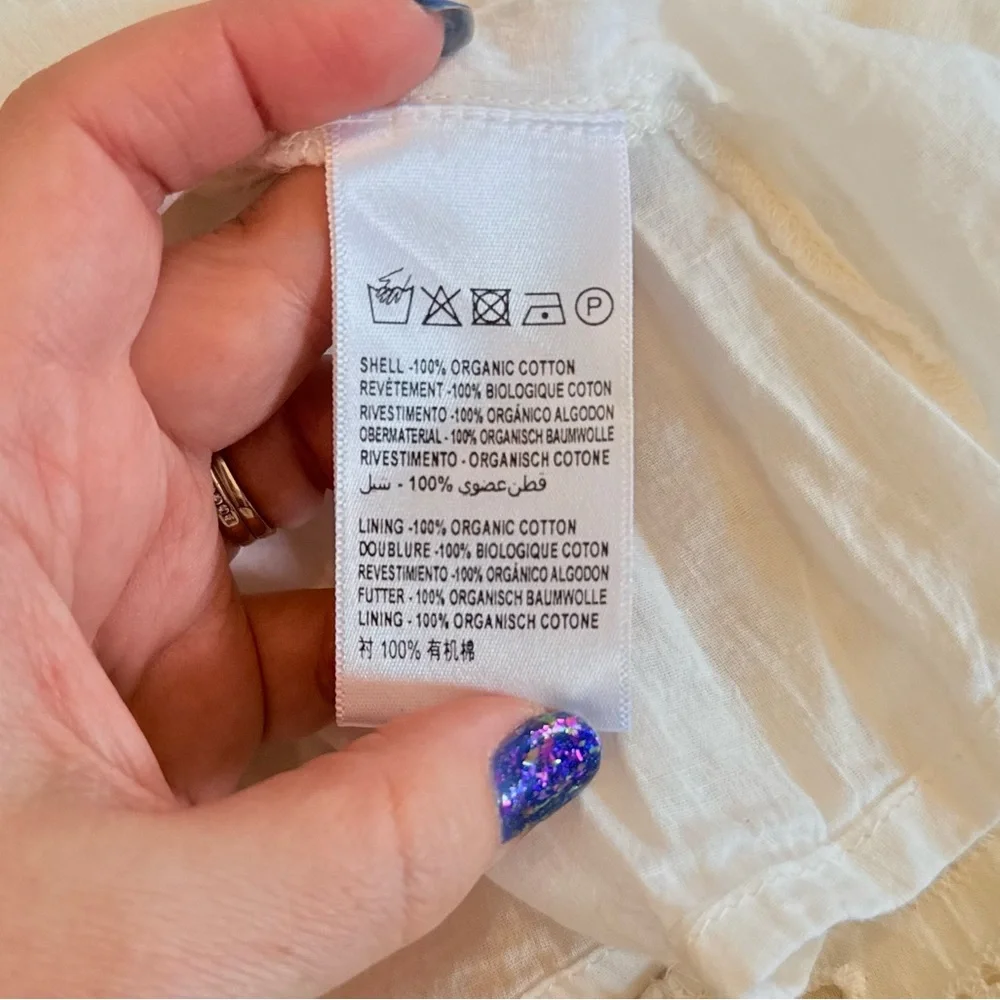 P
SHELL -100% ORGANIC COTTON
REVÊTEMENT -100% BIOLOGIQUE COTON
RIVESTIMENTO -100% ORGÁNICO ALGODON
OBERMATERIAL - 100% ORGANISCH BAUMWOLLE
RIVESTIMENTO - ORGANISCH COTONE
قطن عضوي 100% - شل
LINING -100% ORGANIC COTTON
DOUBLURE -100% BIOLOGIQUE COTON
REVESTIMIENTO -100% ORGÁNICO ALGODON
FUTTER - 100% ORGANISCH BAUMWOLLE
LINING - 100% ORGANISCH COTONE
衬 100% 有机棉